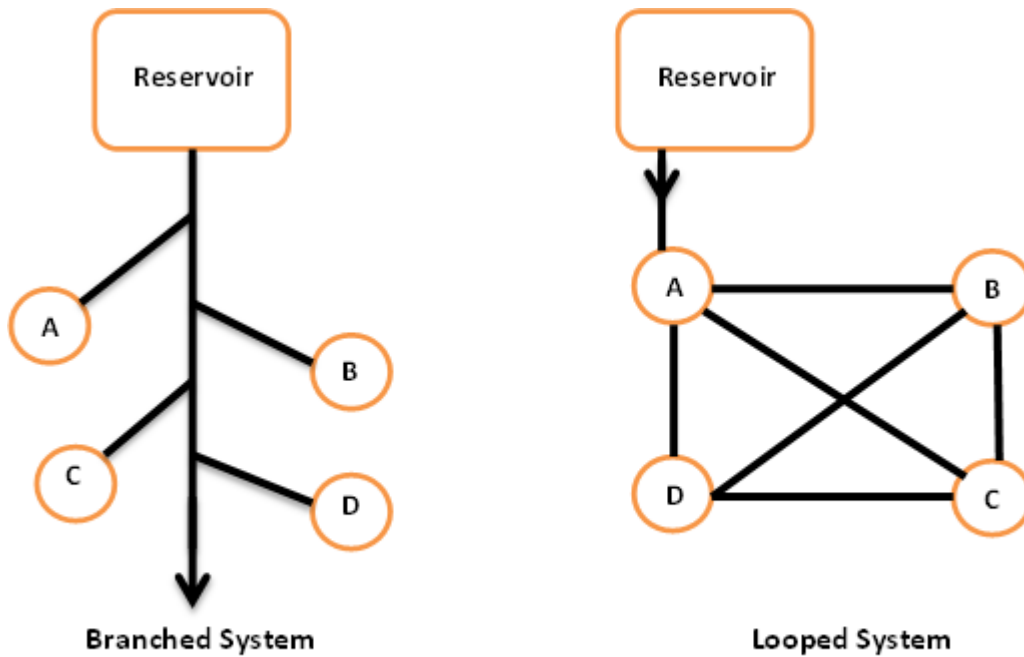 Reservoir
A
B
C
D
Branched System
Reservoir
A
B
D
C
Looped System